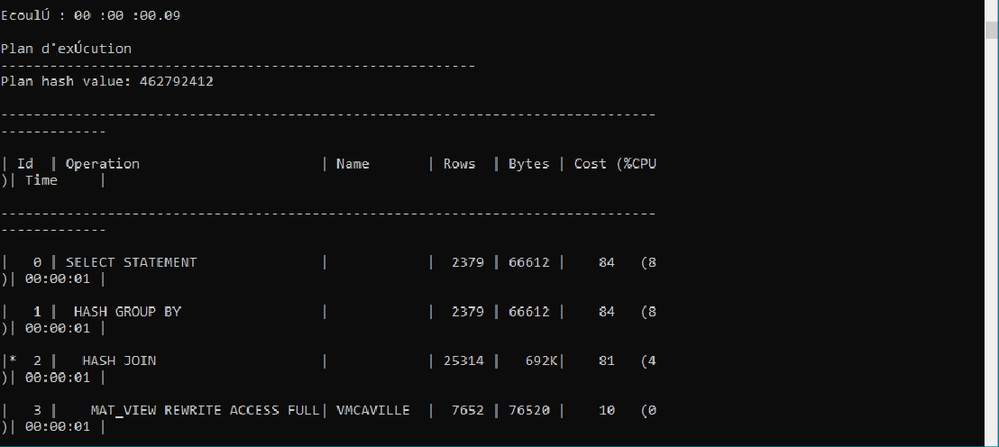 EcoulÚ : 00 :00 :00.09
Plan d'exÚcution
----------------------------------------------------------
Plan hash value: 462792412
--------------------------------------------------------------------------------
-------------
| Id  | Operation                      | Name       | Rows  | Bytes | Cost (%CPU
)| Time     |
--------------------------------------------------------------------------------
-------------
|   0 | SELECT STATEMENT               |            |  2379 | 66612 |    84   (8
)| 00:00:01 |
|   1 |  HASH GROUP BY                 |            |  2379 | 66612 |    84   (8
)| 00:00:01 |
|*  2 |   HASH JOIN                    |            | 25314 |   692K|    81   (4
)| 00:00:01 |
|   3 |    MAT_VIEW REWRITE ACCESS FULL| VMCAVILLE  |  7652 | 76520 |    10   (0
)| 00:00:01 |